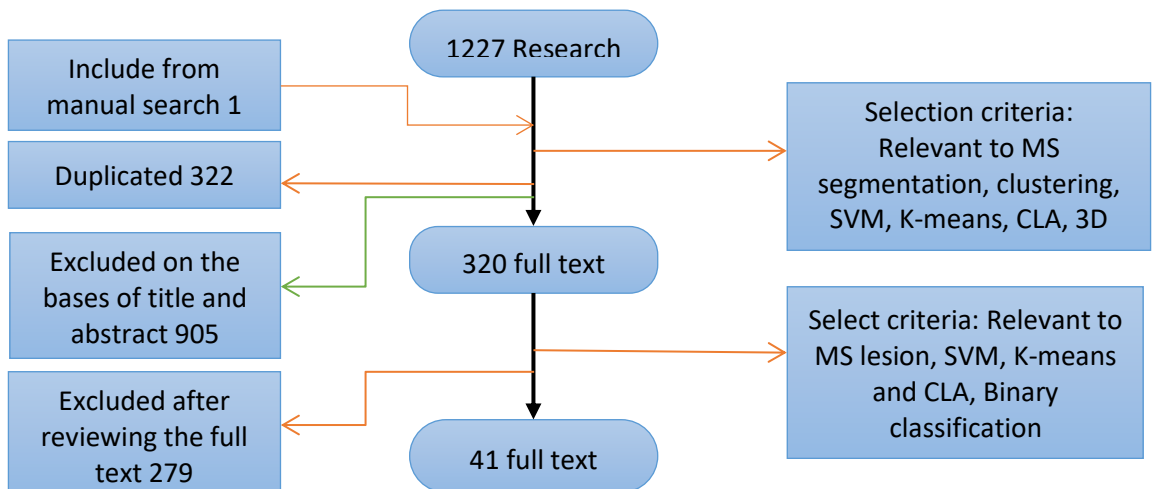 1227 Research
Include from
manual search 1
Selection criteria:
Relevant to MS
segmentation, clustering,
SVM, K-means, CLA, 3D
Duplicated 322
Excluded on the
bases of title and
abstract 905
320 full text
Select criteria: Relevant to
MS lesion, SVM, K-means
and CLA, Binary
classification
Excluded after
reviewing the full
text 279
41 full text